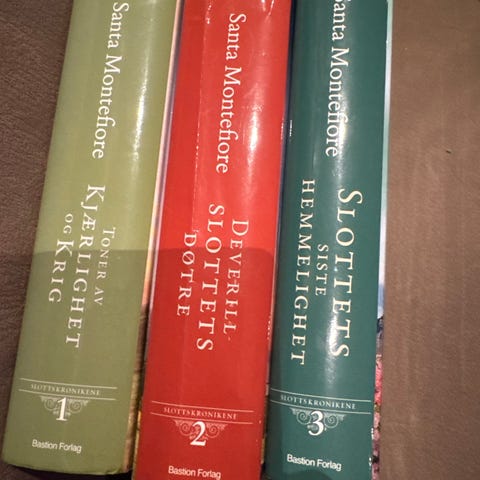 Santa Montefiore
TONER AV
KJÆRLIGHET
OG KRIG
SLOTTSKRONIKENE
1
Bastion Forlag
Santa Montefiore
DEVERILL-
SLOTTETS
DØTRE
SLOTTSKRONIKENE
2
Bastion Forlag
Santa Montefiore
SLOTTETS
SISTE
HEMMELIGHET
SLOTTSKRONIKENE
3
Bastion Forlag